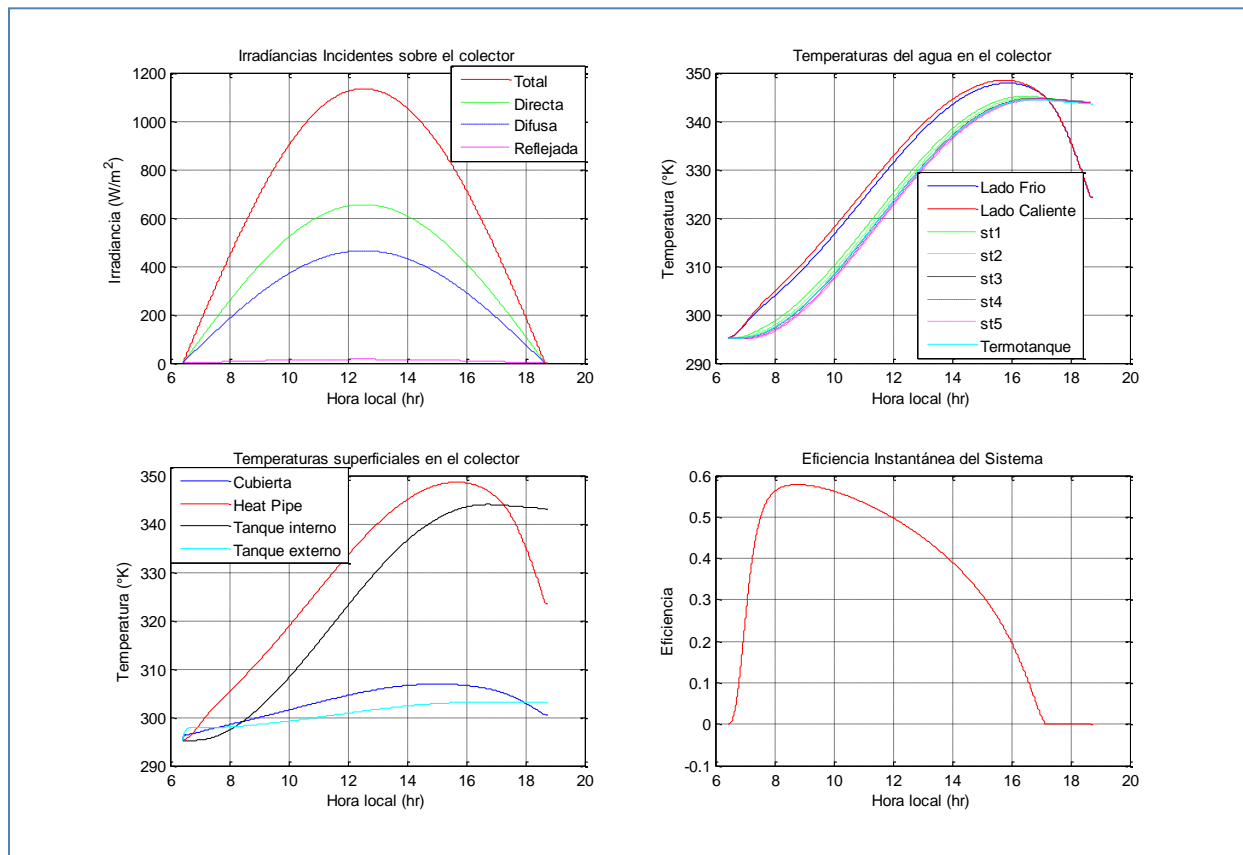 Irradíancias Incidentes sobre el colector
1200
1000
800
600
400
200
0
Irradiancia (W/m²)
6 8 10 12 14 16 18 20
Hora local (hr)
Total
Directa
Difusa
Reflejada
Temperaturas del agua en el colector
350
340
330
320
310
300
290
Temperatura (°K)
6 8 10 12 14 16 18 20
Hora local (hr)
Lado Frio
Lado Caliente
st1
st2
st3
st4
st5
Termotanque
Temperaturas superficiales en el colector
350
340
330
320
310
300
290
Temperatura (°K)
6 8 10 12 14 16 18 20
Hora local (hr)
Cubierta
Heat Pipe
Tanque interno
Tanque externo
Eficiencia Instantánea del Sistema
0.6
0.5
0.4
0.3
0.2
0.1
0
-0.1
Eficiencia
6 8 10 12 14 16 18 20
Hora local (hr)